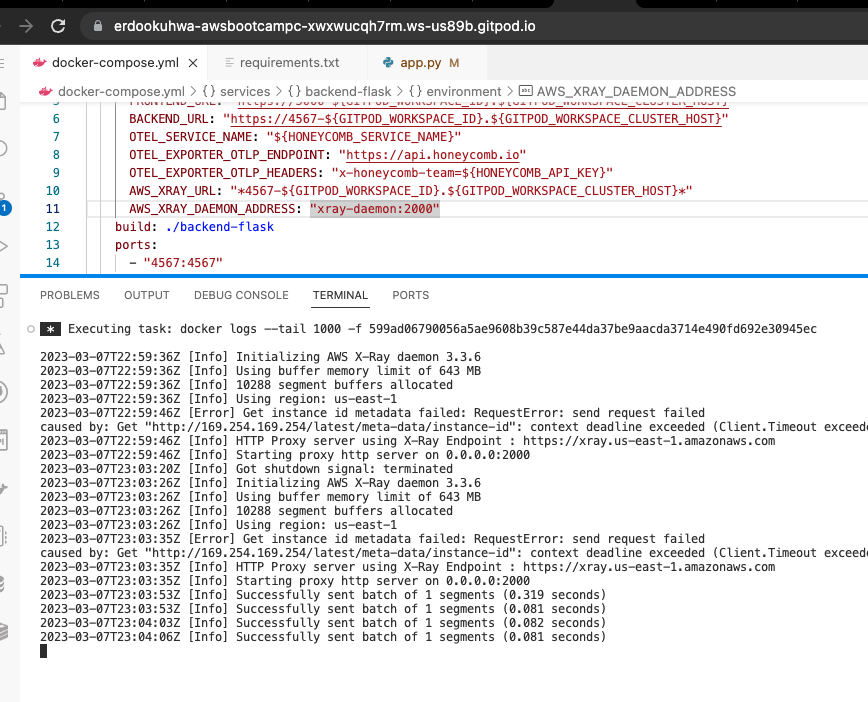 erdookuhwa-awsbootcampc-xwxwucqh7rm.ws-us89b.gitpod.io
docker-compose.yml
requirements.txt
app.py M
docker-compose.yml > {} services > {} backend-flask > {} environment > AWS_XRAY_DAEMON_ADDRESS
5 FRONTEND_URL: "https://3000-${GITPOD_WORKSPACE_ID}.${GITPOD_WORKSPACE_CLUSTER_HOST}"
6 BACKEND_URL: "https://4567-${GITPOD_WORKSPACE_ID}.${GITPOD_WORKSPACE_CLUSTER_HOST}"
7 OTEL_SERVICE_NAME: "${HONEYCOMB_SERVICE_NAME}"
8 OTEL_EXPORTER_OTLP_ENDPOINT: "https://api.honeycomb.io"
9 OTEL_EXPORTER_OTLP_HEADERS: "x-honeycomb-team=${HONEYCOMB_API_KEY}"
10 AWS_XRAY_URL: "*4567-${GITPOD_WORKSPACE_ID}.${GITPOD_WORKSPACE_CLUSTER_HOST}*"
11 AWS_XRAY_DAEMON_ADDRESS: "xray-daemon:2000"
12 build: ./backend-flask
13 ports:
14 - "4567:4567"
1
PROBLEMS OUTPUT DEBUG CONSOLE TERMINAL PORTS
* Executing task: docker logs --tail 1000 -f 599ad06790056a5ae9608b39c587e44da37be9aacda3714e490fd692e30945ec
2023-03-07T22:59:36Z [Info] Initializing AWS X-Ray daemon 3.3.6
2023-03-07T22:59:36Z [Info] Using buffer memory limit of 643 MB
2023-03-07T22:59:36Z [Info] 10288 segment buffers allocated
2023-03-07T22:59:36Z [Info] Using region: us-east-1
2023-03-07T22:59:46Z [Error] Get instance id metadata failed: RequestError: send request failed
caused by: Get "http://169.254.169.254/latest/meta-data/instance-id": context deadline exceeded (Client.Timeout exceede
2023-03-07T22:59:46Z [Info] HTTP Proxy server using X-Ray Endpoint : https://xray.us-east-1.amazonaws.com
2023-03-07T22:59:46Z [Info] Starting proxy http server on 0.0.0.0:2000
2023-03-07T23:03:20Z [Info] Got shutdown signal: terminated
2023-03-07T23:03:26Z [Info] Initializing AWS X-Ray daemon 3.3.6
2023-03-07T23:03:26Z [Info] Using buffer memory limit of 643 MB
2023-03-07T23:03:26Z [Info] 10288 segment buffers allocated
2023-03-07T23:03:26Z [Info] Using region: us-east-1
2023-03-07T23:03:35Z [Error] Get instance id metadata failed: RequestError: send request failed
caused by: Get "http://169.254.169.254/latest/meta-data/instance-id": context deadline exceeded (Client.Timeout exceede
2023-03-07T23:03:35Z [Info] HTTP Proxy server using X-Ray Endpoint : https://xray.us-east-1.amazonaws.com
2023-03-07T23:03:35Z [Info] Starting proxy http server on 0.0.0.0:2000
2023-03-07T23:03:53Z [Info] Successfully sent batch of 1 segments (0.319 seconds)
2023-03-07T23:03:53Z [Info] Successfully sent batch of 1 segments (0.081 seconds)
2023-03-07T23:04:03Z [Info] Successfully sent batch of 1 segments (0.082 seconds)
2023-03-07T23:04:06Z [Info] Successfully sent batch of 1 segments (0.081 seconds)